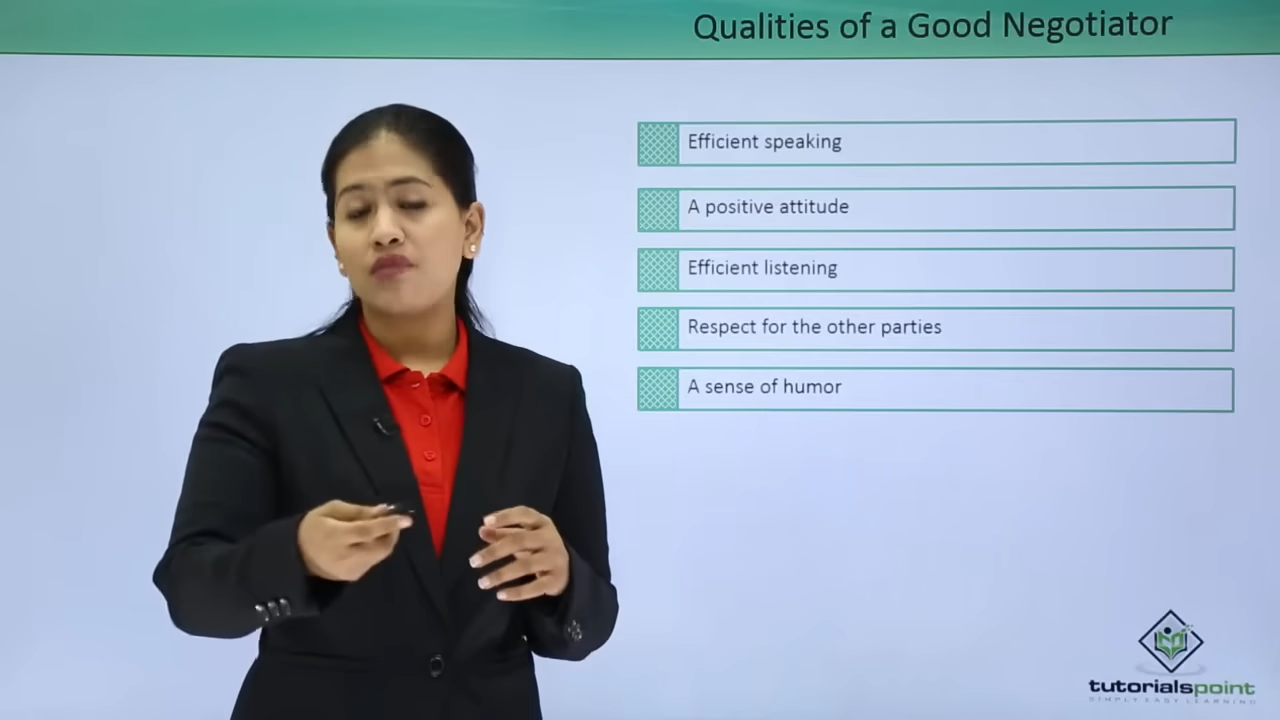 Qualities of a Good Negotiator
Efficient speaking
A positive attitude
Efficient listening
Respect for the other parties
A sense of humor
tutorialspoint
SIMPLY EASY LEARNING